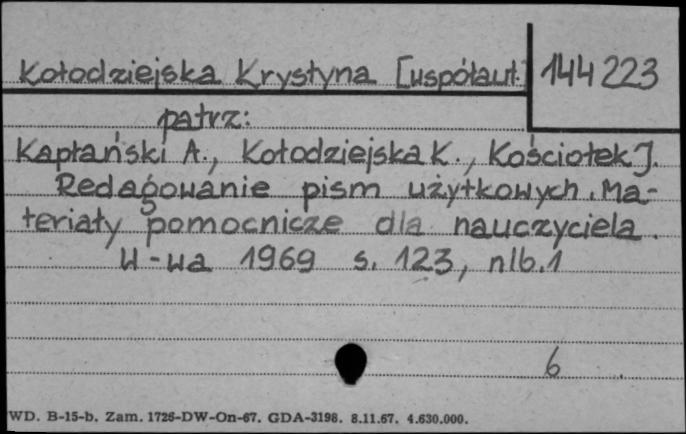 Kołodziejska Krystyna [współaut.] 144 223
patrz:
Kapłański A., Kołodziejska K., Kościołek J.
Redagowanie pism użytkowych. Ma-
teriały pomocnicze dla nauczyciela.
W-wa 1969 s. 123, nlb. 1
6
WD. B-15-b. Zam. 1726-DW-On-67. GDA-3198. 8.11.67. 4.630.000.